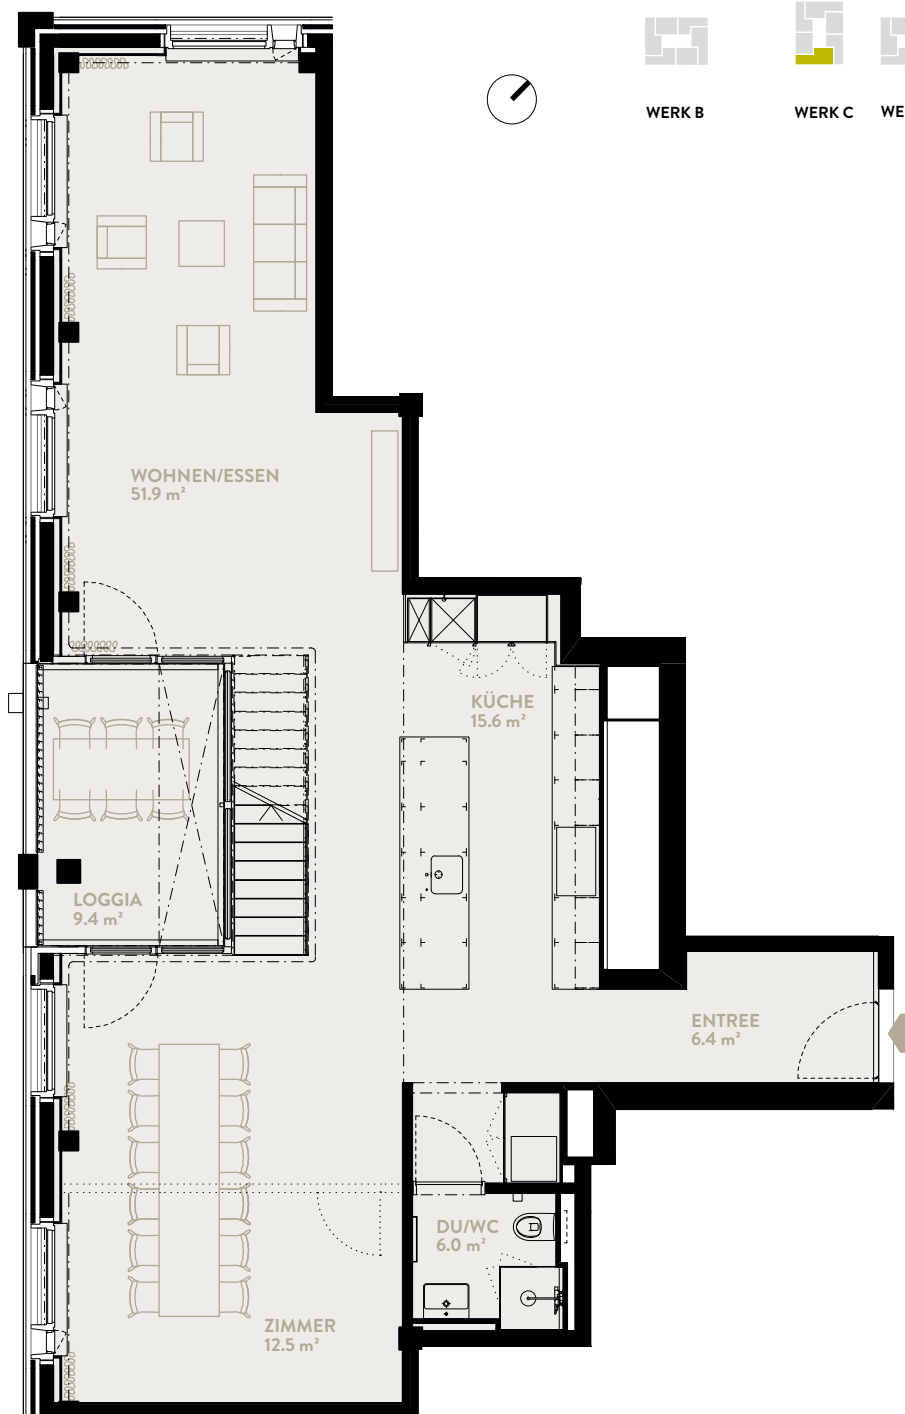 WERK B
WERK C
WE
WOHNEN/ESSEN
51.9 m²
KÜCHE
15.6 m²
LOGGIA
9.4 m²
ENTREE
6.4 m²
DU/WC
6.0 m²
ZIMMER
12.5 m²